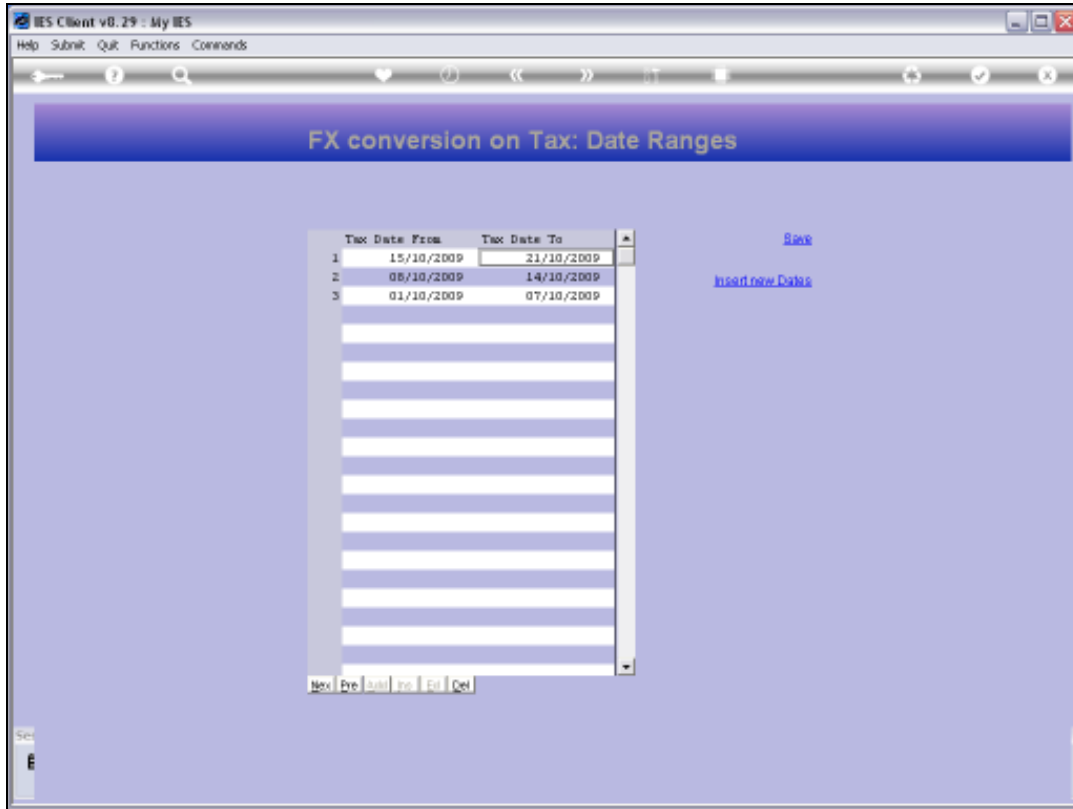 IES Client v8.29 : My IES
Help Submit Quit Functions Commands
FX conversion on Tax: Date Ranges
Tax Date From Tax Date To
1 15/10/2009 21/10/2009
2 08/10/2009 14/10/2009
3 01/10/2009 07/10/2009
Save
Insert new Dates
Nex Pre Add Ins Ed Del